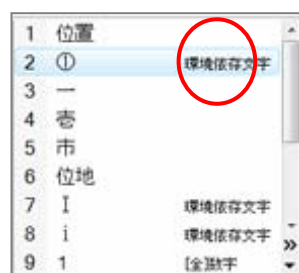 1 位置
2 ① 環境依存文字
3 一
4 壱
5 市
6 位地
7 Ⅰ 環境依存文字
8 ⅰ 環境依存文字
9 1 [全]数字